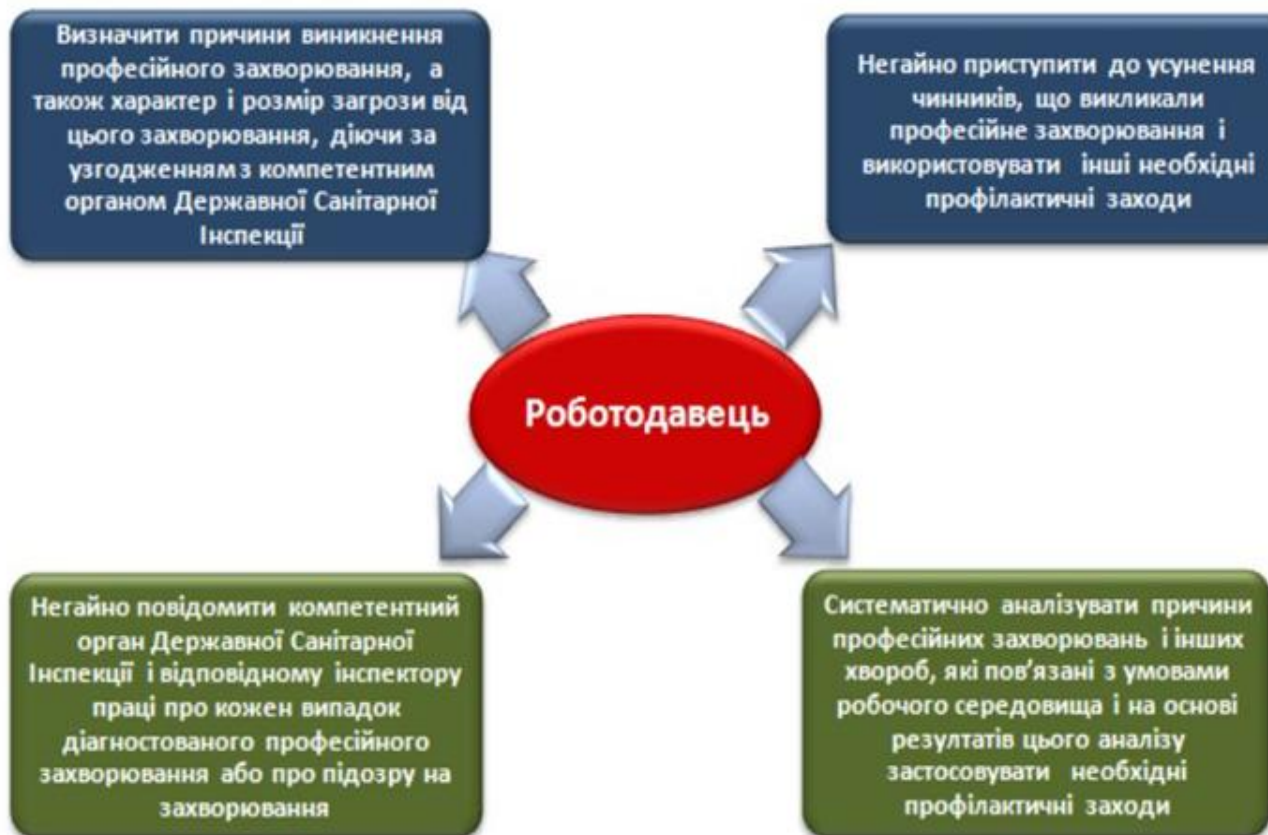 Визначити причини виникнення
професійного захворювання, а
також характер і розмір загрози від
цього захворювання, діючи за
узгодженням з компетентним
органом Державної Санітарної
Інспекції
Негайно приступити до усунення
чинників, що викликали
професійне захворювання і
використовувати інші необхідні
профілактичні заходи
Роботодавець
Негайно повідомити компетентний
орган Державної Санітарної
Інспекції і відповідному інспектору
праці про кожен випадок
діагностованого професійного
захворювання або про підозру на
захворювання
Систематично аналізувати причини
професійних захворювань і інших
хвороб, які пов’язані з умовами
робочого середовища і на основі
резултатів цього аналізу
застосовувати необхідні
профілактичні заходи